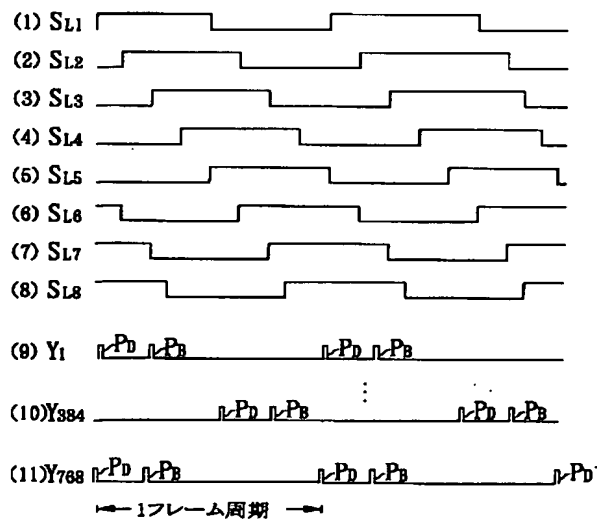 (1) SL1
(2) SL2
(3) SL3
(4) SL4
(5) SL5
(6) SL6
(7) SL7
(8) SL8
(9) Y1 PD PB PD PB
(10) Y384 PD PB PD PB
(11) Y768 PD PB PD PB PD
1フレーム周期